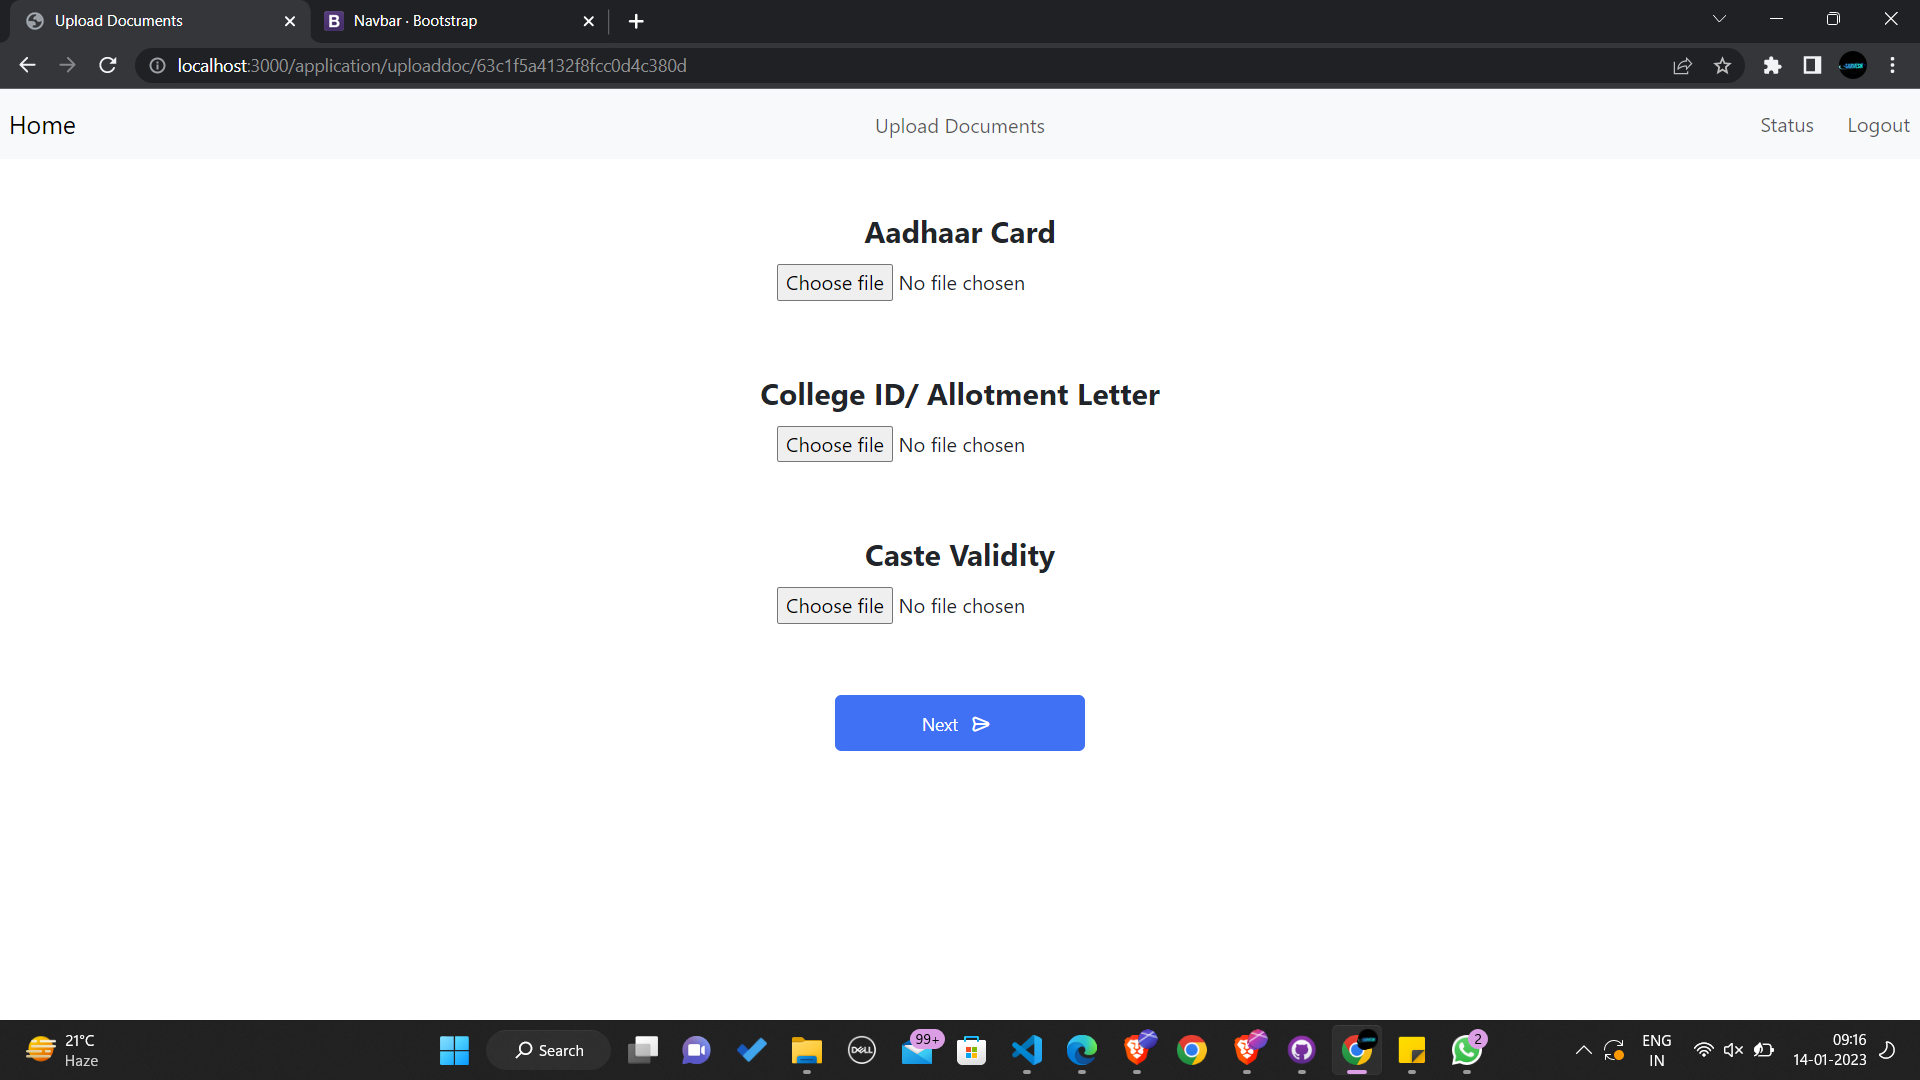 Upload Documents
Navbar · Bootstrap
localhost:3000/application/uploaddoc/63c1f5a4132f8fcc0d4c380d
Home
Upload Documents
Status
Logout
Aadhaar Card
Choose file No file chosen
College ID/ Allotment Letter
Choose file No file chosen
Caste Validity
Choose file No file chosen
Next
21°C
Haze
Search
DELL
99+
2
ENG
IN
09:16
14-01-2023